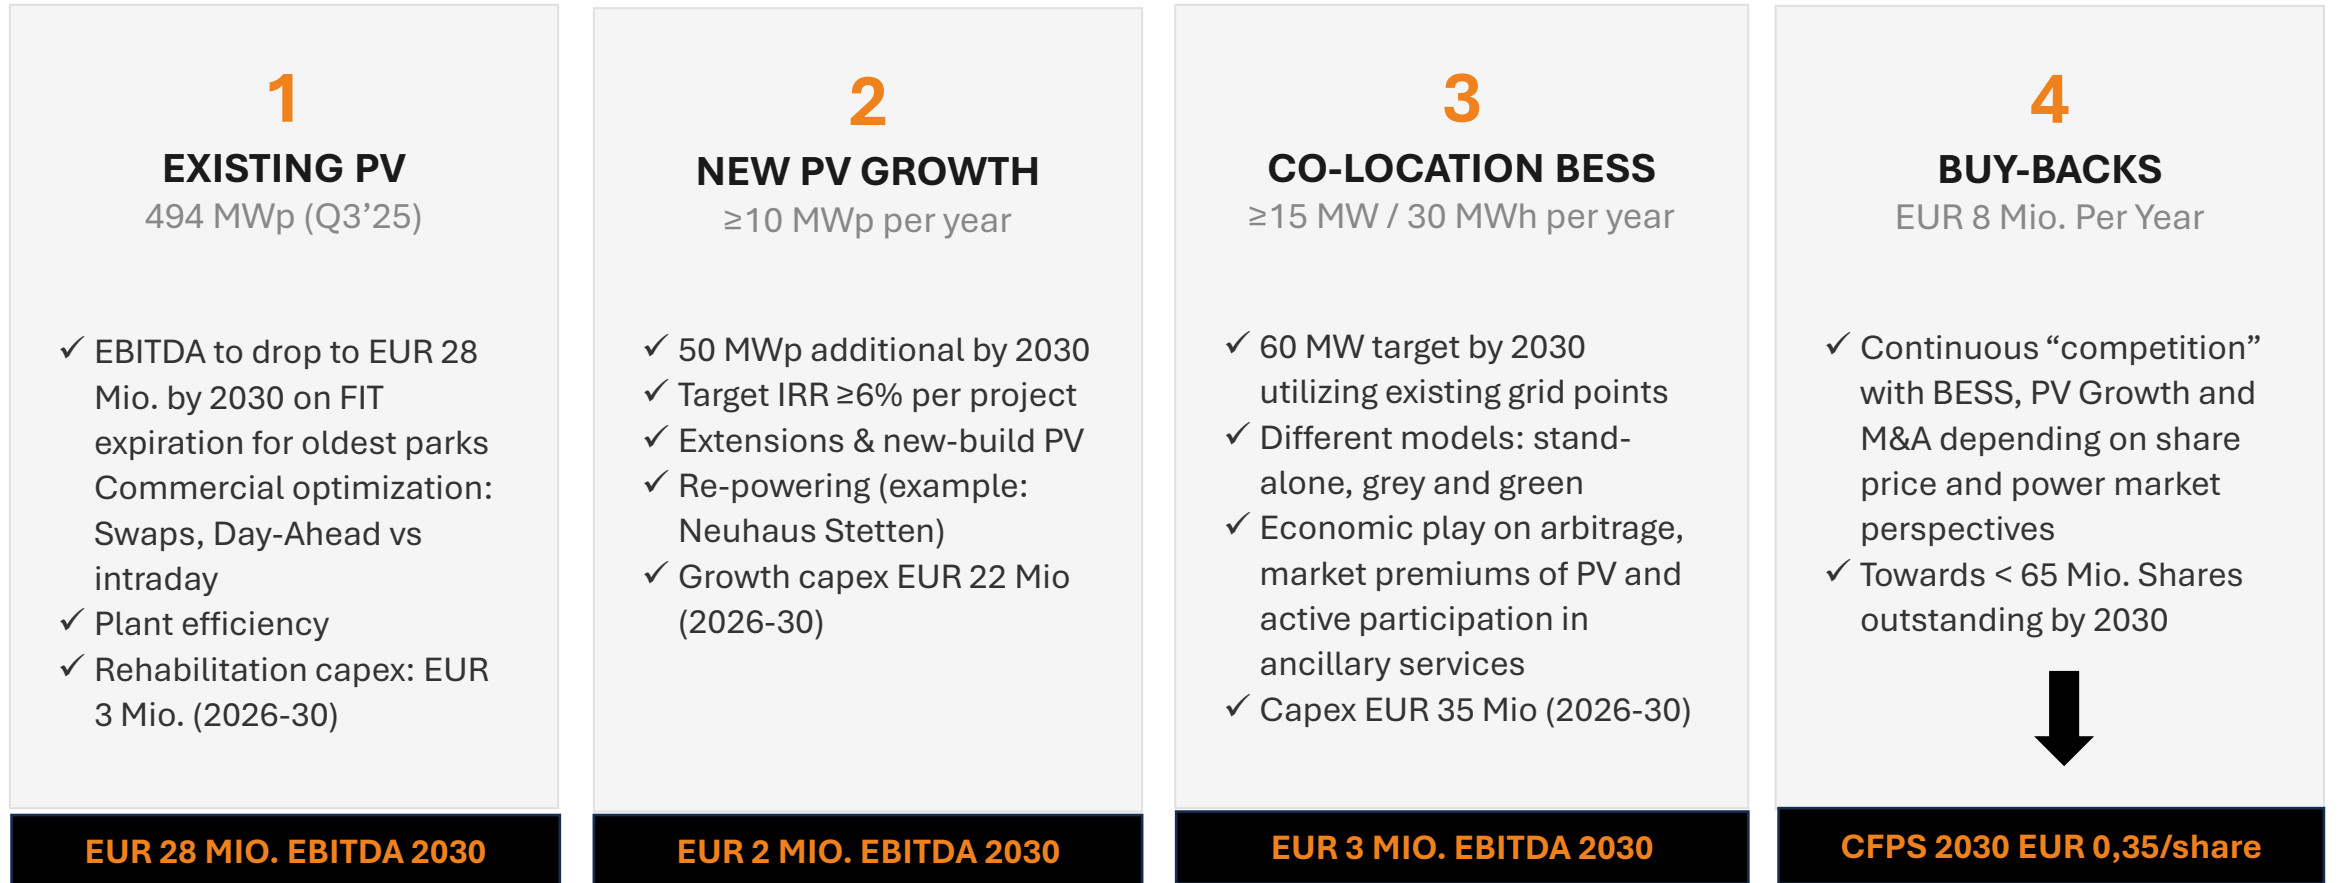 1
EXISTING PV
494 MWp (Q3’25)
✓ EBITDA to drop to EUR 28
Mio. by 2030 on FIT
expiration for oldest parks
Commercial optimization:
Swaps, Day-Ahead vs
intraday
✓ Plant efficiency
✓ Rehabilitation capex: EUR
3 Mio. (2026-30)
EUR 28 MIO. EBITDA 2030
2
NEW PV GROWTH
≥10 MWp per year
✓ 50 MWp additional by 2030
✓ Target IRR ≥6% per project
✓ Extensions & new-build PV
✓ Re-powering (example:
Neuhaus Stetten)
✓ Growth capex EUR 22 Mio
(2026-30)
EUR 2 MIO. EBITDA 2030
3
CO-LOCATION BESS
≥15 MW / 30 MWh per year
✓ 60 MW target by 2030
utilizing existing grid points
✓ Different models: stand-
alone, grey and green
✓ Economic play on arbitrage,
market premiums of PV and
active participation in
ancillary services
✓ Capex EUR 35 Mio (2026-30)
EUR 3 MIO. EBITDA 2030
4
BUY-BACKS
EUR 8 Mio. Per Year
✓ Continuous “competition”
with BESS, PV Growth and
M&A depending on share
price and power market
perspectives
✓ Towards < 65 Mio. Shares
outstanding by 2030
CFPS 2030 EUR 0,35/share